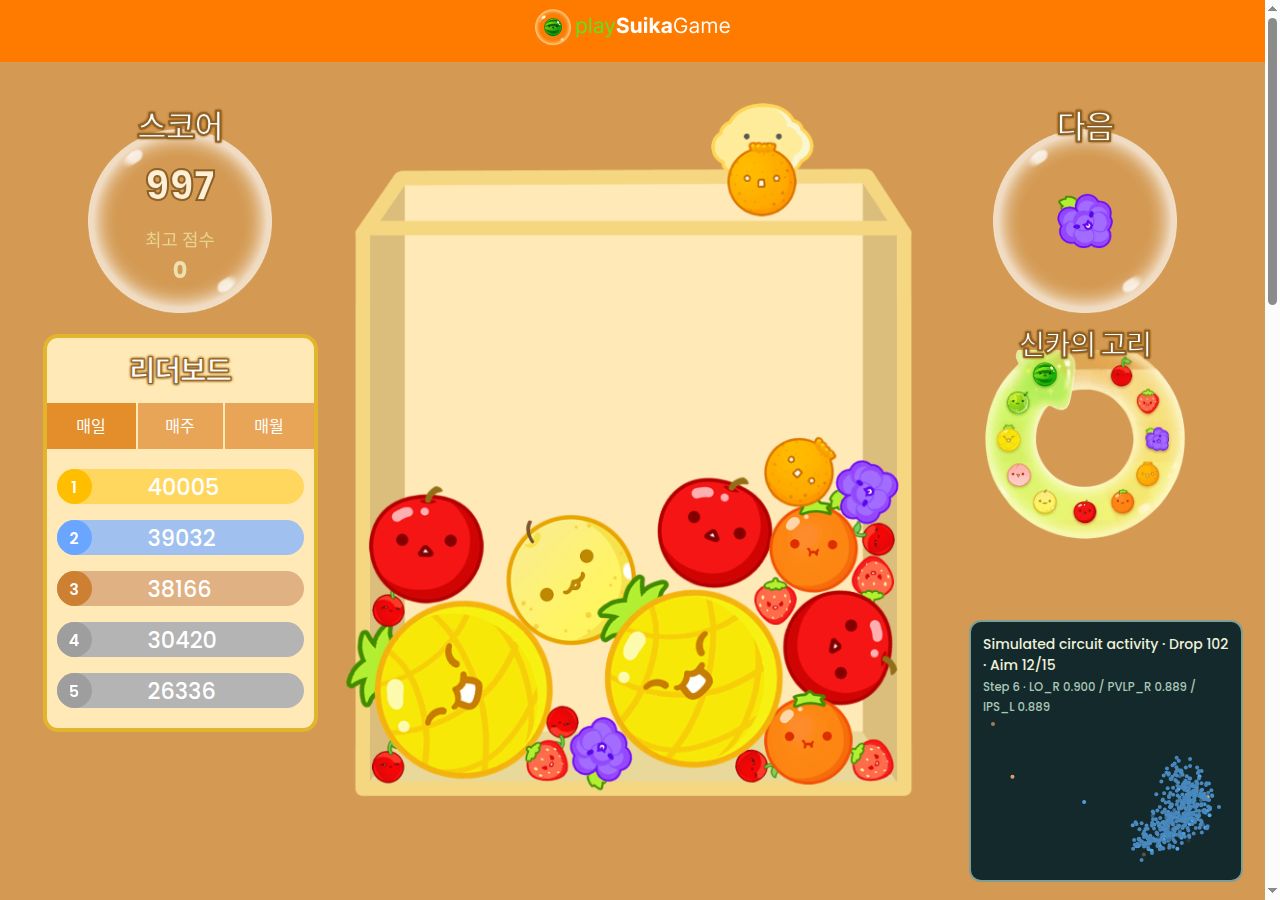 playSuikaGame
스코어
997
최고 점수
0
다음
리더보드
매일 매주 매월
1 40005
2 39032
3 38166
4 30420
5 26336
신카의 고리
Simulated circuit activity · Drop 102
· Aim 12/15
Step 6 · LO_R 0.900 / PVLP_R 0.889 /
IPS_L 0.889